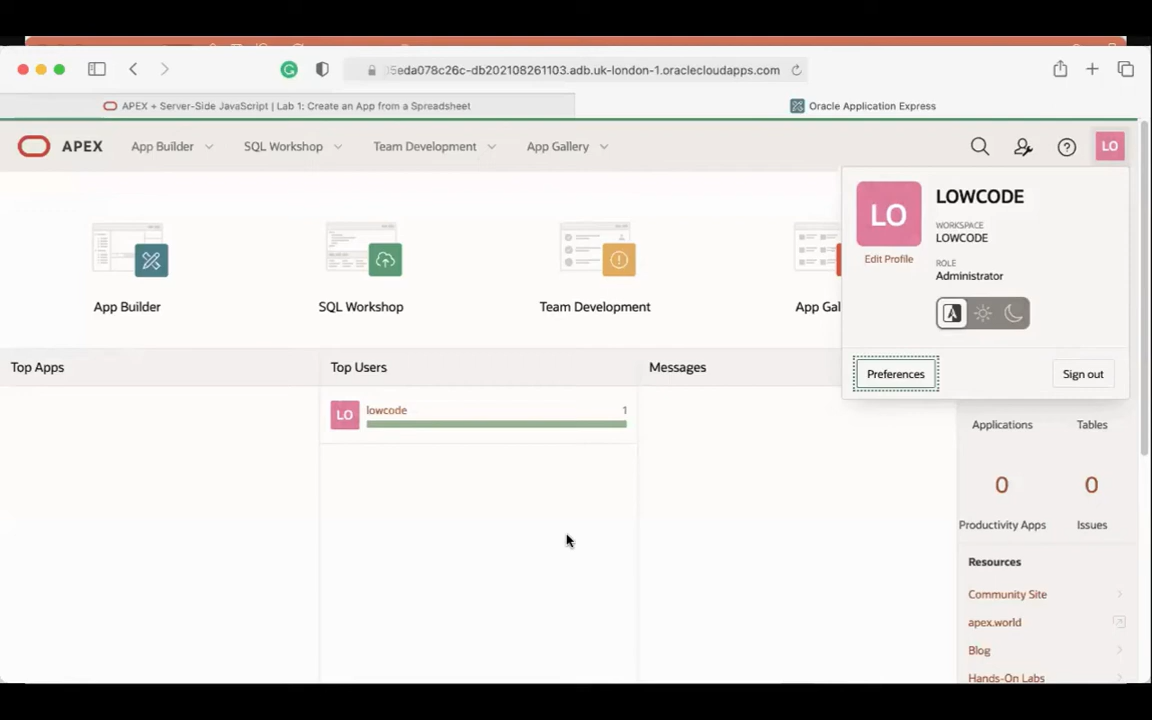 5eda078c26c-db202108261103.adb.uk-london-1.oraclecloudapps.com
APEX + Server-Side JavaScript | Lab 1: Create an App from a Spreadsheet
Oracle Application Express
APEX App Builder SQL Workshop Team Development App Gallery LO
LO
LOWCODE
WORKSPACE
LOWCODE
Edit Profile
ROLE
Administrator
Preferences
Sign out
App Builder
SQL Workshop
Team Development
App Gal
Top Apps
Top Users
Messages
LO
lowcode 1
Applications Tables
0 0
Productivity Apps Issues
Resources
Community Site
apex.world
Blog
Hands-On Labs